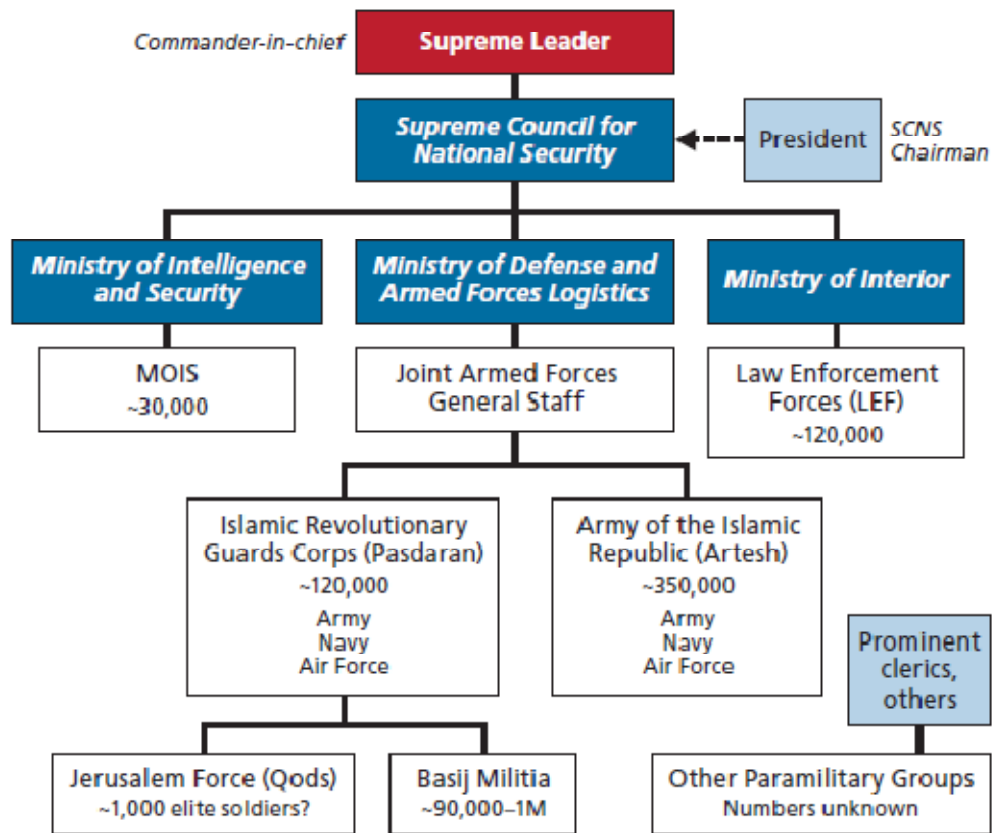 Commander-in-chief
Supreme Leader
Supreme Council for
National Security
President
SCNS
Chairman
Ministry of Intelligence
and Security
Ministry of Defense and
Armed Forces Logistics
Ministry of Interior
MOIS
~30,000
Joint Armed Forces
General Staff
Law Enforcement
Forces (LEF)
~120,000
Islamic Revolutionary
Guards Corps (Pasdaran)
~120,000
Army
Navy
Air Force
Army of the Islamic
Republic (Artesh)
~350,000
Army
Navy
Air Force
Prominent
clerics,
others
Jerusalem Force (Qods)
~1,000 elite soldiers?
Basij Militia
~90,000–1M
Other Paramilitary Groups
Numbers unknown